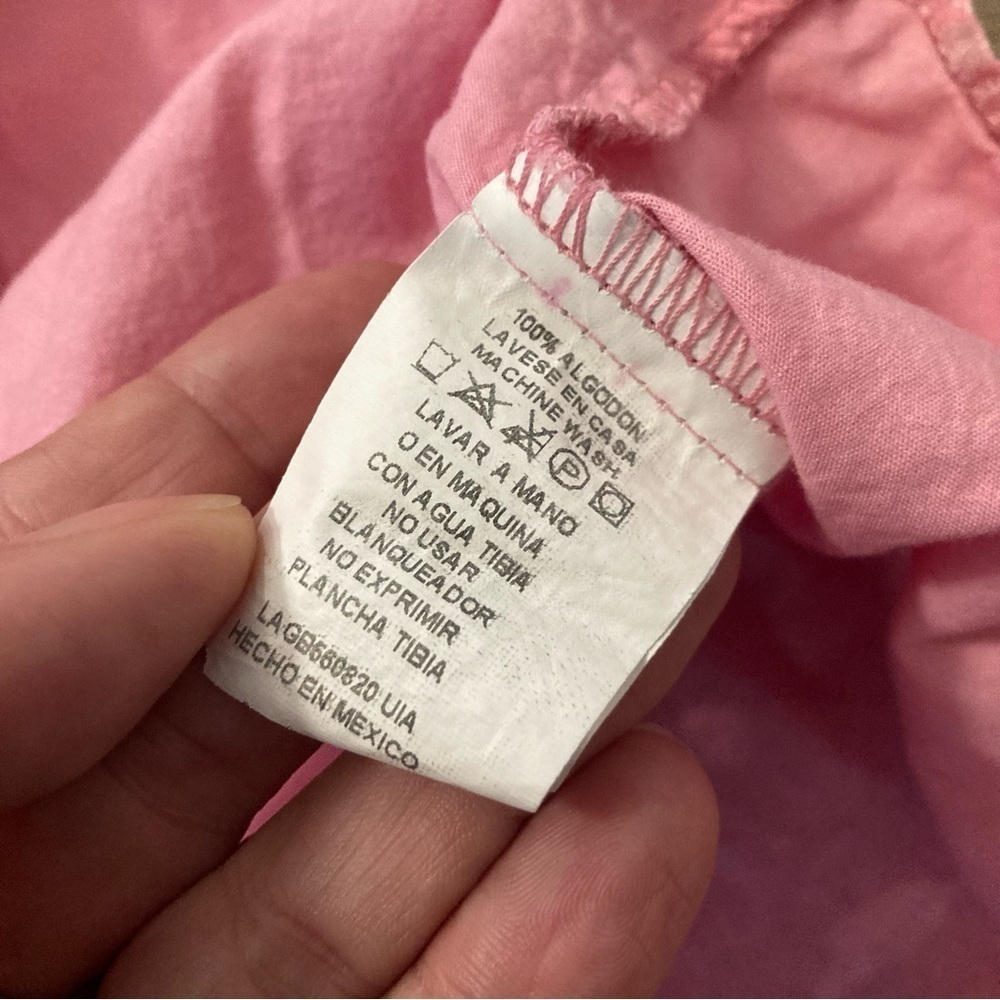 100% ALGODON
LAVESE EN CASA
MACHINE WASH
P
LAVAR A MANO
O EN MAQUINA
CON AGUA TIBIA
NO USAR
BLANQUEADOR
NO EXPRIMIR
PLANCHA TIBIA
LAGB560820 UIA
HECHO EN MEXICO